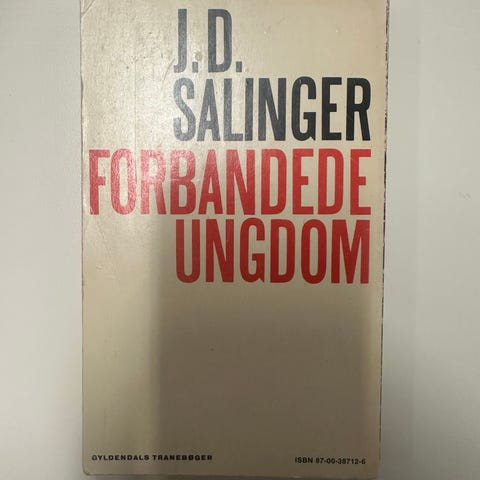 J.D.
SALINGER
FORBANDEDE
UNGDOM
GYLDENDALS TRANEBØGER
ISBN 87-00-38712-6